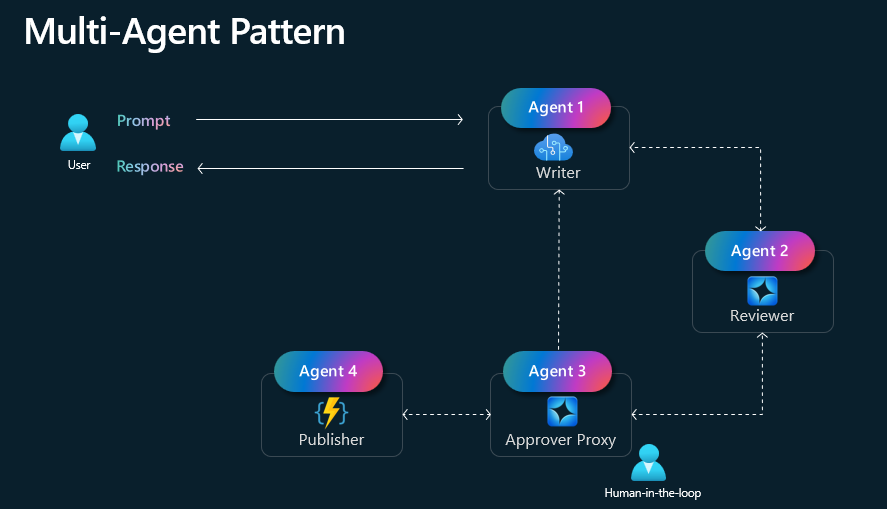 Multi-Agent Pattern
Prompt
Response
User
Agent 1
Writer
Agent 2
Reviewer
Agent 4
Publisher
Agent 3
Approver Proxy
Human-in-the-loop